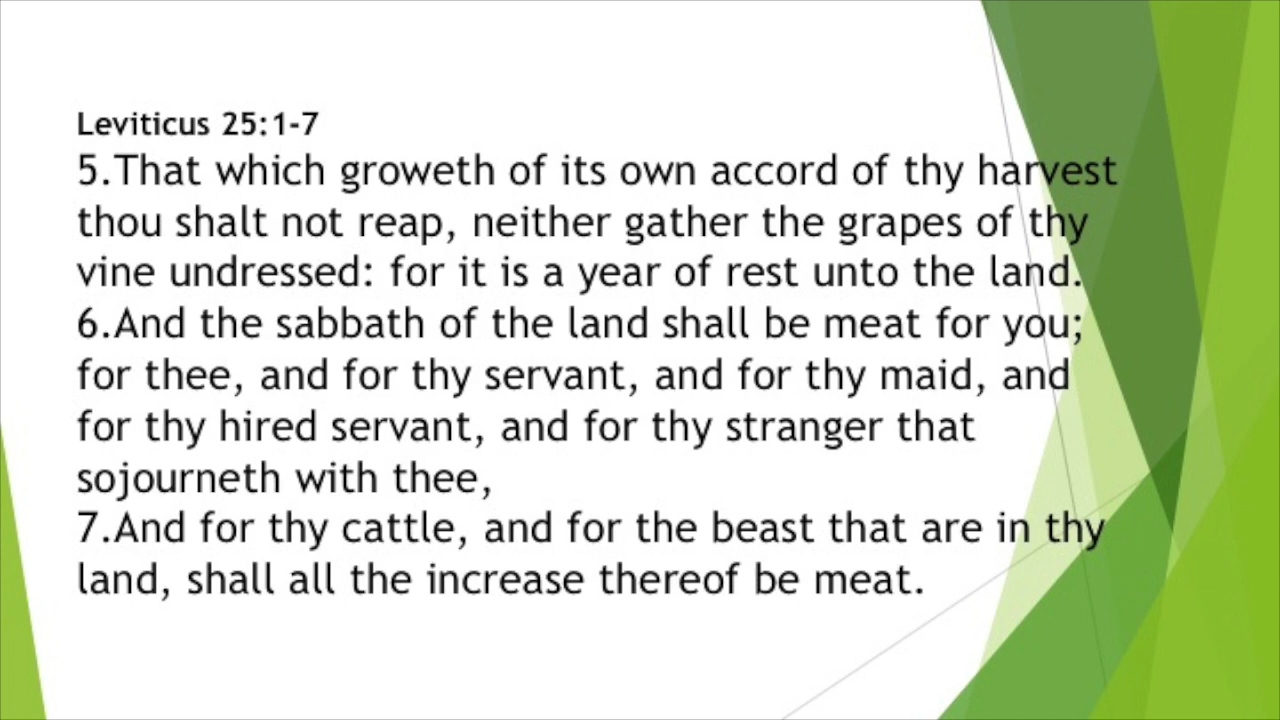 Leviticus 25:1-7
5.That which groweth of its own accord of thy harvest
thou shalt not reap, neither gather the grapes of thy
vine undressed: for it is a year of rest unto the land.
6.And the sabbath of the land shall be meat for you;
for thee, and for thy servant, and for thy maid, and
for thy hired servant, and for thy stranger that
sojourneth with thee,
7.And for thy cattle, and for the beast that are in thy
land, shall all the increase thereof be meat.